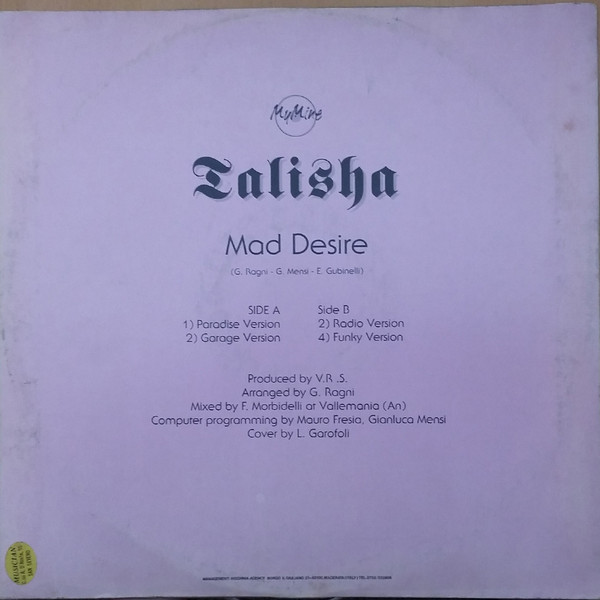 MyMine
Talisha
Mad Desire
(G. Ragni - G. Mensi - E. Gubinelli)
SIDE A
1) Paradise Version
2) Garage Version
Side B
2) Radio Version
4) Funky Version
Produced by V.R .S.
Arranged by G. Ragni
Mixed by F. Morbidelli at Vallemania (An)
Computer programming by Mauro Fresia, Gianluca Mensi
Cover by L. Garofoli
MUSICIAN